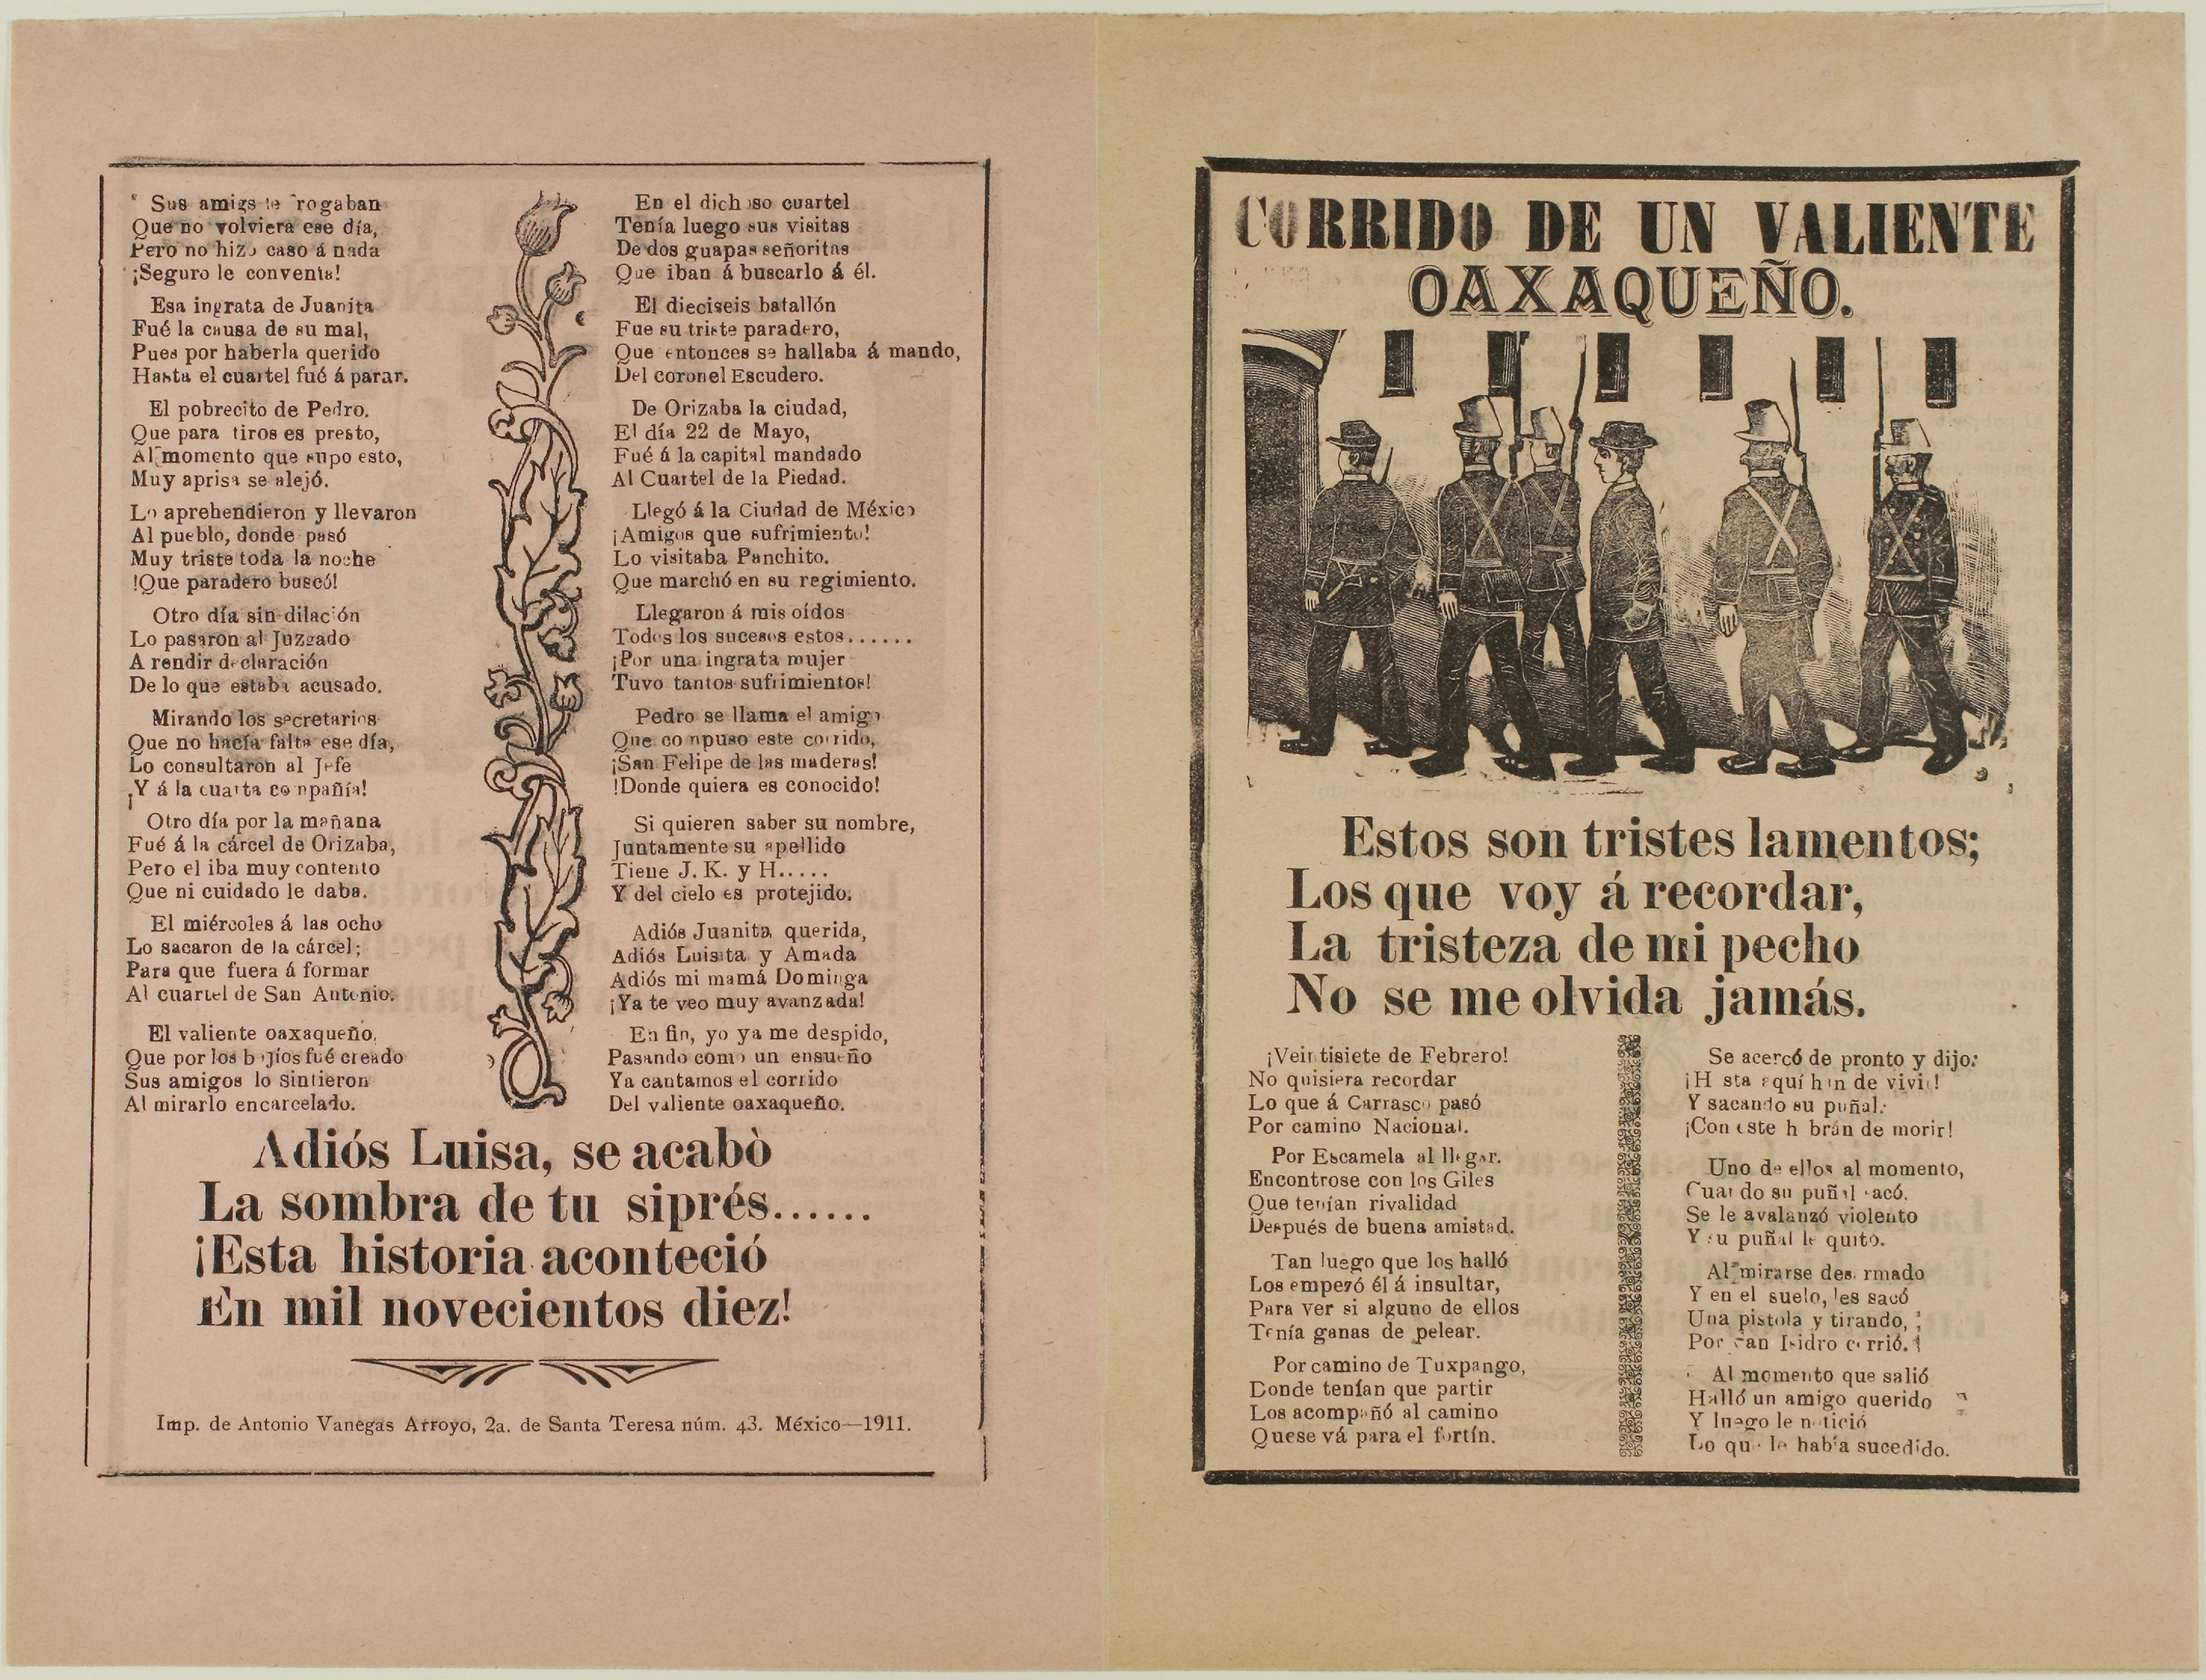 Sus amigs le rogaban
Que no volviera ese día,
Pero no hizo caso á nada
¡Seguro le convenía!
Esa ingrata de Juanita
Fué la causa de su mal,
Pues por haberla querido
Hasta el cuartel fué á parar.
El pobrecito de Pedro.
Que para tiros es presto,
Al momento que supo esto,
Muy aprisa se alejó.
Lo aprehendieron y llevaron
Al pueblo, donde pasó
Muy triste toda la noche
!Que paradero buscó!
Otro día sin dilación
Lo pasaron al Juzgado
A rendir declaración
De lo que estaba acusado.
Mirando los secretarios
Que no hacía falta ese día,
Lo consultaron al Jefe
¡Y á la cuarta compañía!
Otro día por la mañana
Fué á la cárcel de Orizaba,
Pero el iba muy contento
Que ni cuidado le daba.
El miércoles á las ocho
Lo sacaron de la cárcel;
Para que fuera á formar
Al cuartel de San Antonio.
El valiente oaxaqueño,
Que por los bajíos fué creado
Sus amigos lo sintieron
Al mirarlo encarcelado.
En el dichoso cuartel
Tenía luego sus visitas
De dos guapas señoritas
Que iban á buscarlo á él.
El dieciseis batallón
Fue su triste paradero,
Que entonces se hallaba á mando,
Del coronel Escudero.
De Orizaba la ciudad,
El día 22 de Mayo,
Fué á la capital mandado
Al Cuartel de la Piedad.
Llegó á la Ciudad de México
¡Amigos que sufrimiento!
Lo visitaba Panchito.
Que marchó en su regimiento.
Llegaron á mis oídos
Todos los sucesos estos......
¡Por una ingrata mujer
Tuvo tantos sufrimientos!
Pedro se llama el amigo
Que compuso este corrido,
¡San Felipe de las maderas!
!Donde quiera es conocido!
Si quieren saber su nombre,
Juntamente su apellido
Tiene J. K. y H.....
Y del cielo es protejido.
Adiós Juanita querida,
Adiós Luisita y Amada
Adiós mi mamá Dominga
¡Ya te veo muy avanzada!
En fin, yo ya me despido,
Pasando como un ensueño
Ya cantamos el corrido
Del valiente oaxaqueño.
Adiós Luisa, se acabò
La sombra de tu siprés......
¡Esta historia aconteció
En mil novecientos diez!
Imp. de Antonio Vanegas Arroyo, 2a. de Santa Teresa núm. 43. México—1911.
CORRIDO DE UN VALIENTE
OAXAQUEÑO.
Estos son tristes lamentos;
Los que voy á recordar,
La tristeza de mi pecho
No se me olvida jamás.
¡Veintisiete de Febrero!
No quisiera recordar
Lo que á Carrasco pasó
Por camino Nacional.
Por Escamela al llegar.
Encontrose con los Giles
Que tenían rivalidad
Después de buena amistad.
Tan luego que los halló
Los empezó él á insultar,
Para ver si alguno de ellos
Tenía ganas de pelear.
Por camino de Tuxpango,
Donde tenían que partir
Los acompañó al camino
Quese vá para el fortín.
Se acercó de pronto y dijo:
¡Hasta aquí han de vivir!
Y sacando su puñal:
¡Con este habrán de morir!
Uno de ellos al momento,
Cuando su puñal sacó,
Se le avalanzó violento
Y su puñal le quitó.
Al mirarse desarmado
Y en el suelo, les sacó
Una pistola y tirando,
Por San Isidro corrió.
Al momento que salió
Halló un amigo querido
Y luego le notició
Lo que le había sucedido.